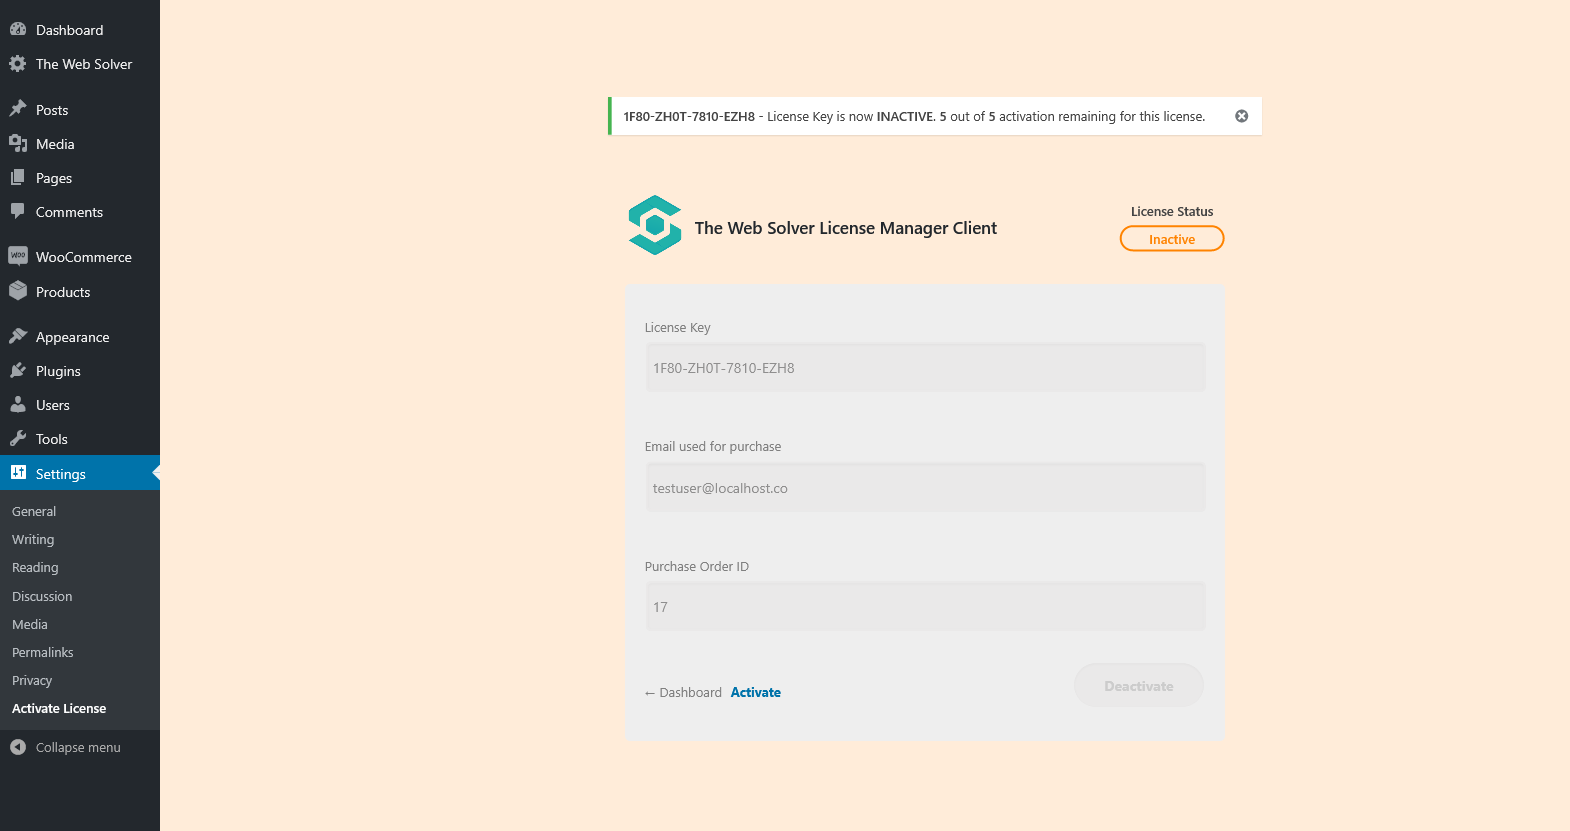 Dashboard
The Web Solver
Posts
Media
Pages
Comments
WOO
WooCommerce
Products
Appearance
Plugins
Users
Tools
Settings
General
Writing
Reading
Discussion
Media
Permalinks
Privacy
Activate License
Collapse menu
1F80-ZH0T-7810-EZH8 - License Key is now INACTIVE. 5 out of 5 activation remaining for this license.
The Web Solver License Manager Client
License Status
Inactive
License Key
1F80-ZH0T-7810-EZH8
Email used for purchase
testuser@localhost.co
Purchase Order ID
17
← Dashboard Activate
Deactivate